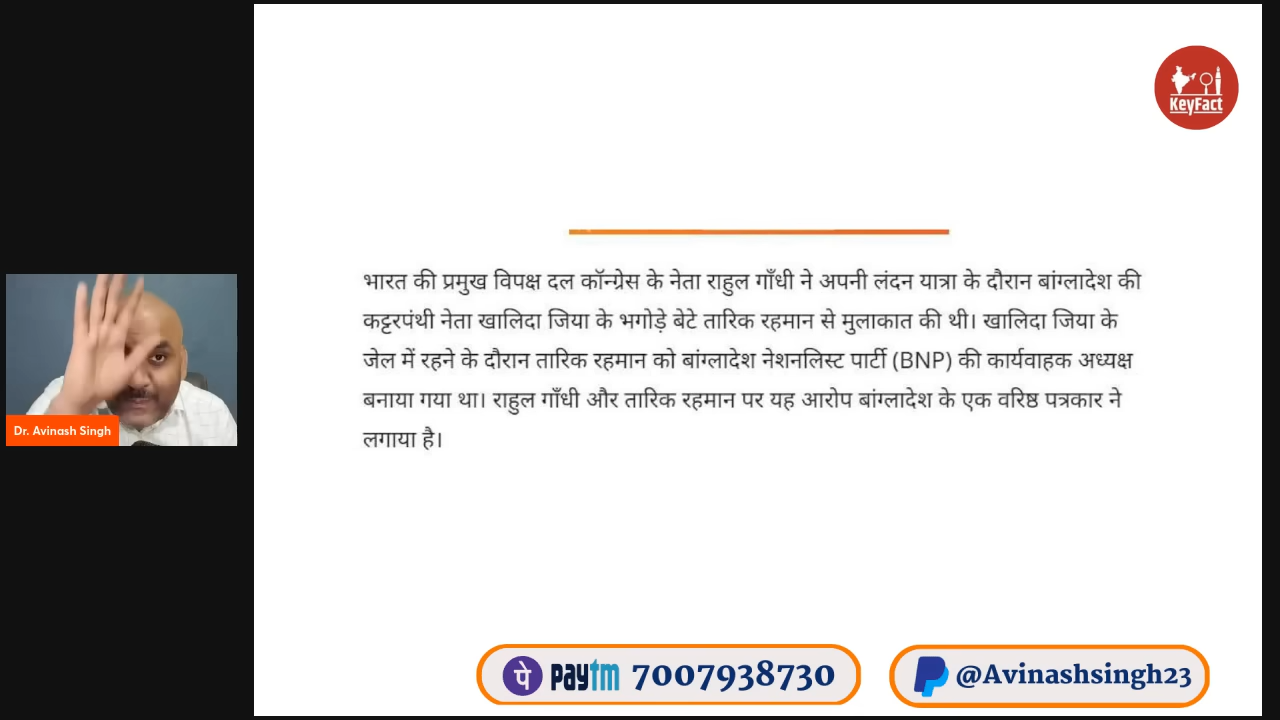 KeyFact
भारत की प्रमुख विपक्ष दल कॉन्ग्रेस के नेता राहुल गाँधी ने अपनी लंदन यात्रा के दौरान बांग्लादेश की
कट्टरपंथी नेता खालिदा जिया के भगोड़े बेटे तारिक रहमान से मुलाकात की थी। खालिदा जिया के
जेल में रहने के दौरान तारिक रहमान को बांग्लादेश नेशनलिस्ट पार्टी (BNP) की कार्यवाहक अध्यक्ष
बनाया गया था। राहुल गाँधी और तारिक रहमान पर यह आरोप बांग्लादेश के एक वरिष्ठ पत्रकार ने
लगाया है।
Dr. Avinash Singh
पे paytm 7007938730
@Avinashsingh23